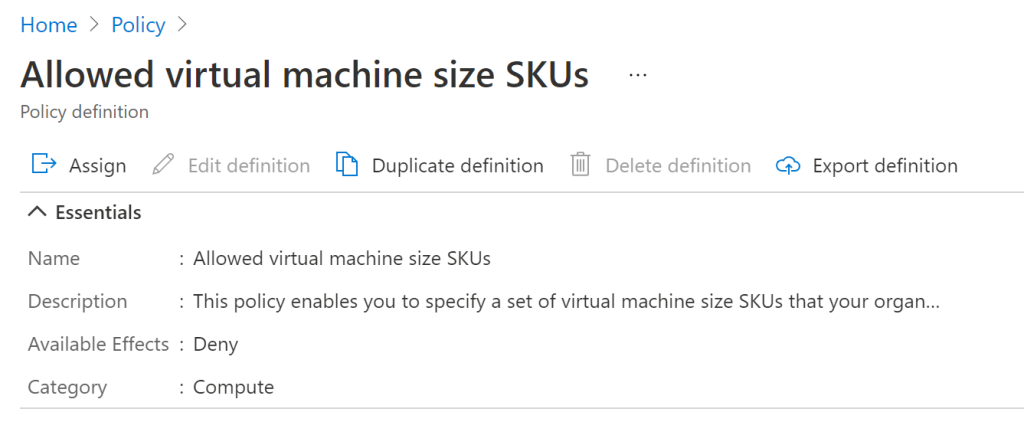 Home > Policy >
Allowed virtual machine size SKUs ...
Policy definition
Assign Edit definition Duplicate definition Delete definition Export definition
Essentials
Name : Allowed virtual machine size SKUs
Description : This policy enables you to specify a set of virtual machine size SKUs that your organ...
Available Effects : Deny
Category : Compute